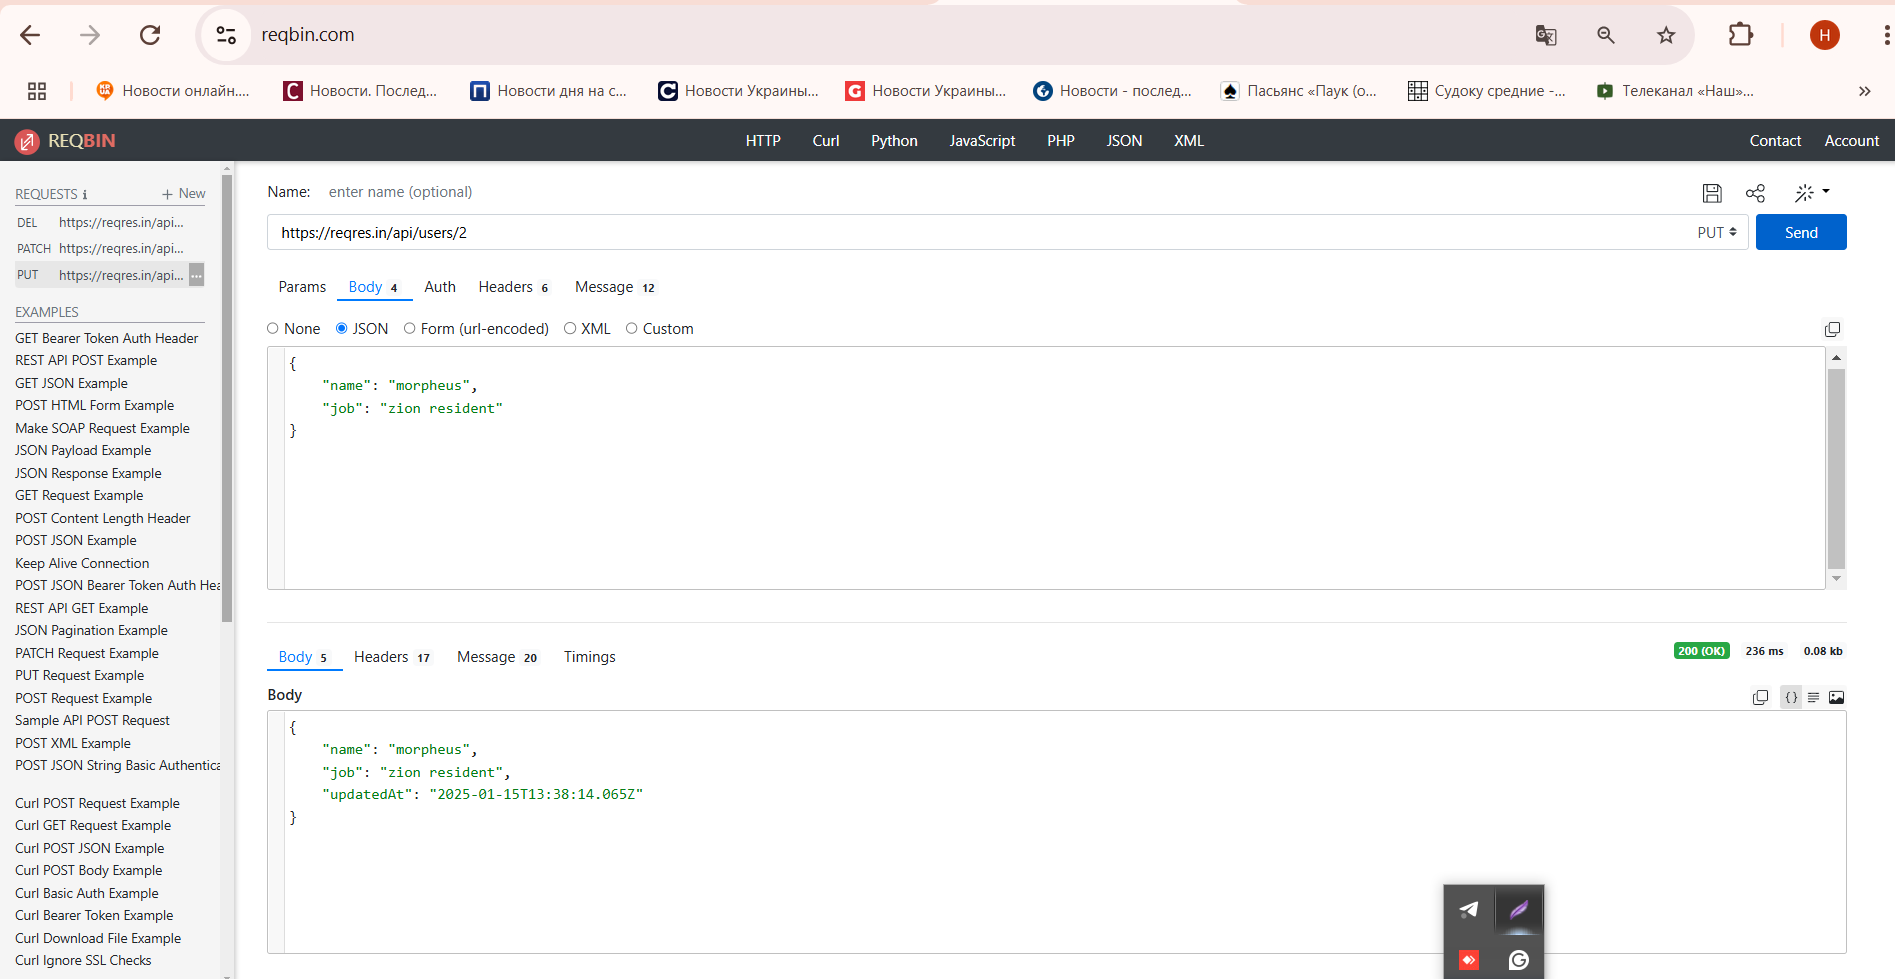 reqbin.com
H
Новости онлайн....
Новости. Послед...
Новости дня на с...
Новости Украины...
Новости Украины...
Новости - послед...
Пасьянс «Паук (о...
Судоку средние -...
Телеканал «Наш»...
REQBIN
HTTP
Curl
Python
JavaScript
PHP
JSON
XML
Contact
Account
REQUESTS
+ New
DEL https://reqres.in/api...
PATCH https://reqres.in/api...
PUT https://reqres.in/api...
EXAMPLES
GET Bearer Token Auth Header
REST API POST Example
GET JSON Example
POST HTML Form Example
Make SOAP Request Example
JSON Payload Example
JSON Response Example
GET Request Example
POST Content Length Header
POST JSON Example
Keep Alive Connection
POST JSON Bearer Token Auth Hea
REST API GET Example
JSON Pagination Example
PATCH Request Example
PUT Request Example
POST Request Example
Sample API POST Request
POST XML Example
POST JSON String Basic Authentica
Curl POST Request Example
Curl GET Request Example
Curl POST JSON Example
Curl POST Body Example
Curl Basic Auth Example
Curl Bearer Token Example
Curl Download File Example
Curl Ignore SSL Checks
Name: enter name (optional)
https://reqres.in/api/users/2
PUT
Send
Params
Body 4
Auth
Headers 6
Message 12
None
JSON
Form (url-encoded)
XML
Custom
{
"name": "morpheus",
"job": "zion resident"
}
Body 5
Headers 17
Message 20
Timings
200 (OK)
236 ms
0.08 kb
Body
{}
{
"name": "morpheus",
"job": "zion resident",
"updatedAt": "2025-01-15T13:38:14.065Z"
}